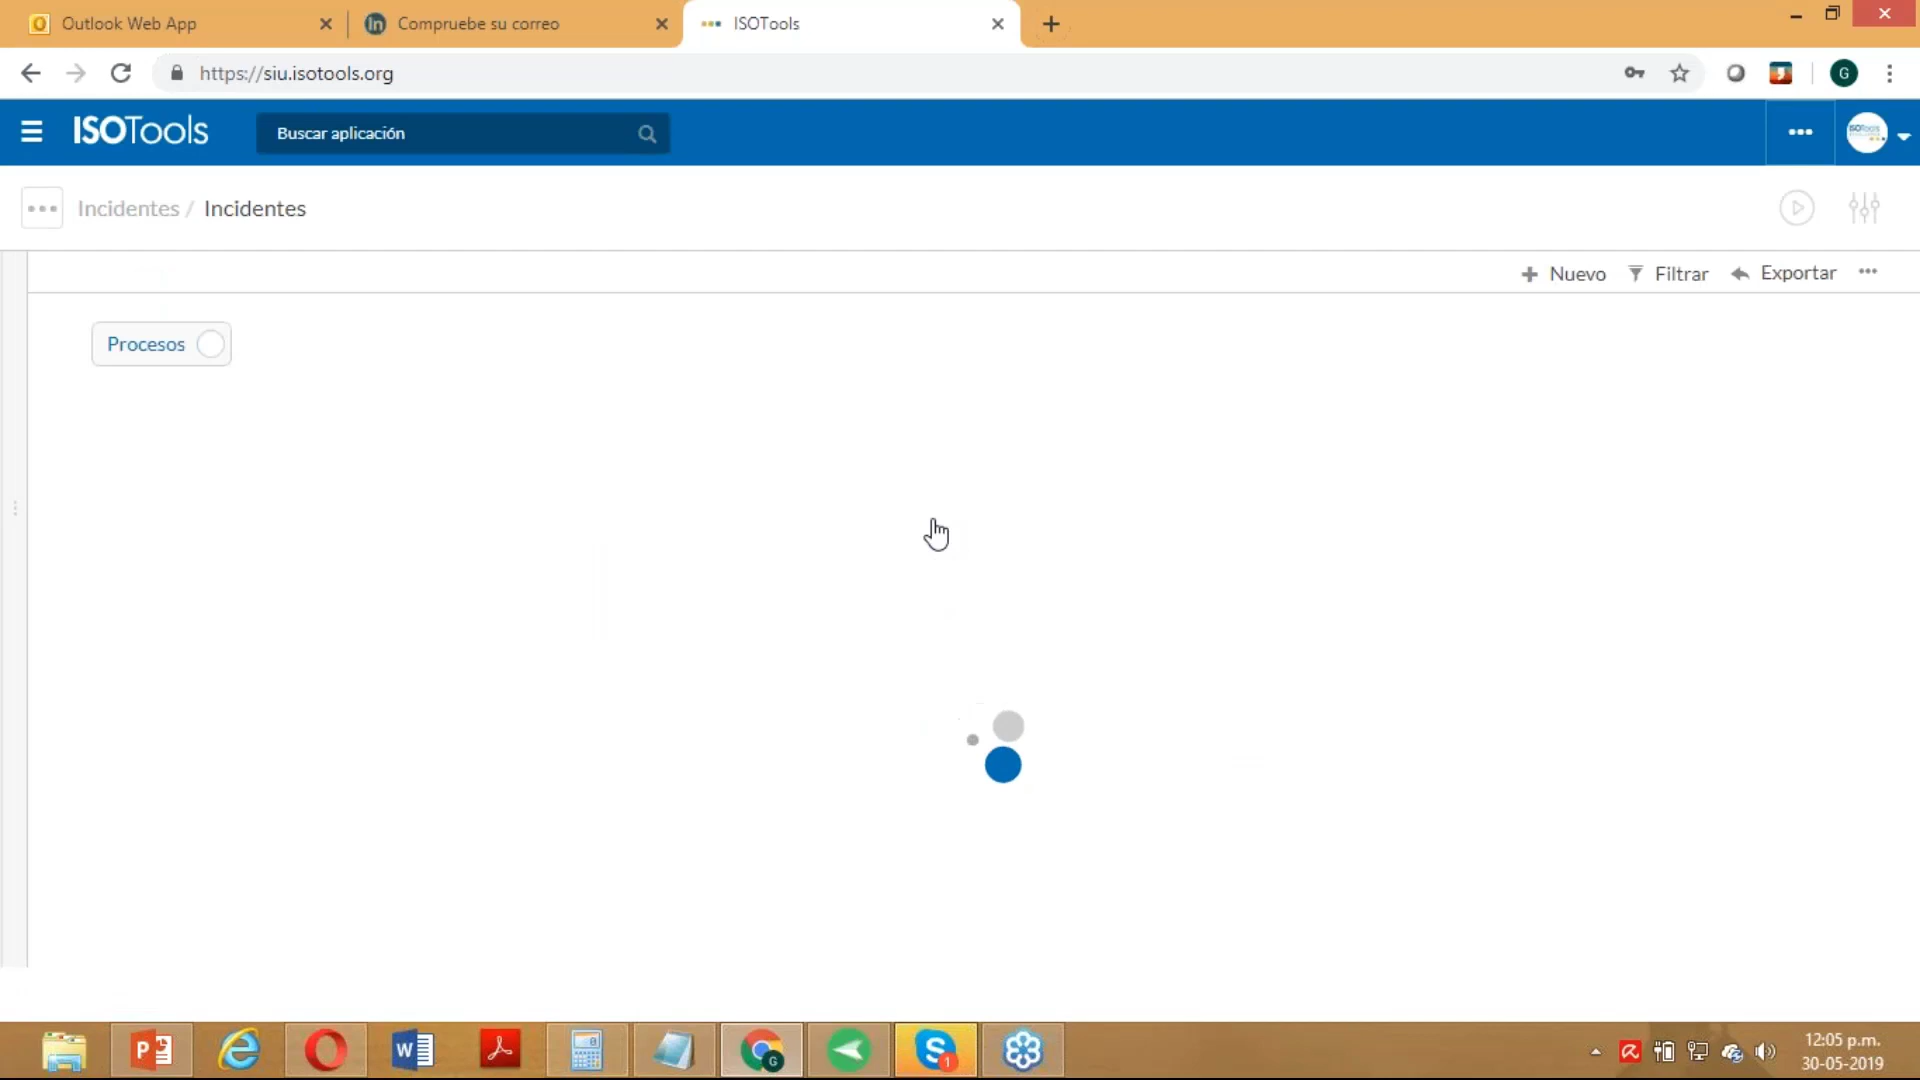 Outlook Web App
Compruebe su correo
ISOTools
https://siu.isotools.org
G
ISOTools
Buscar aplicación
Incidentes / Incidentes
Nuevo
Filtrar
Exportar
Procesos
12:05 p.m.
30-05-2019